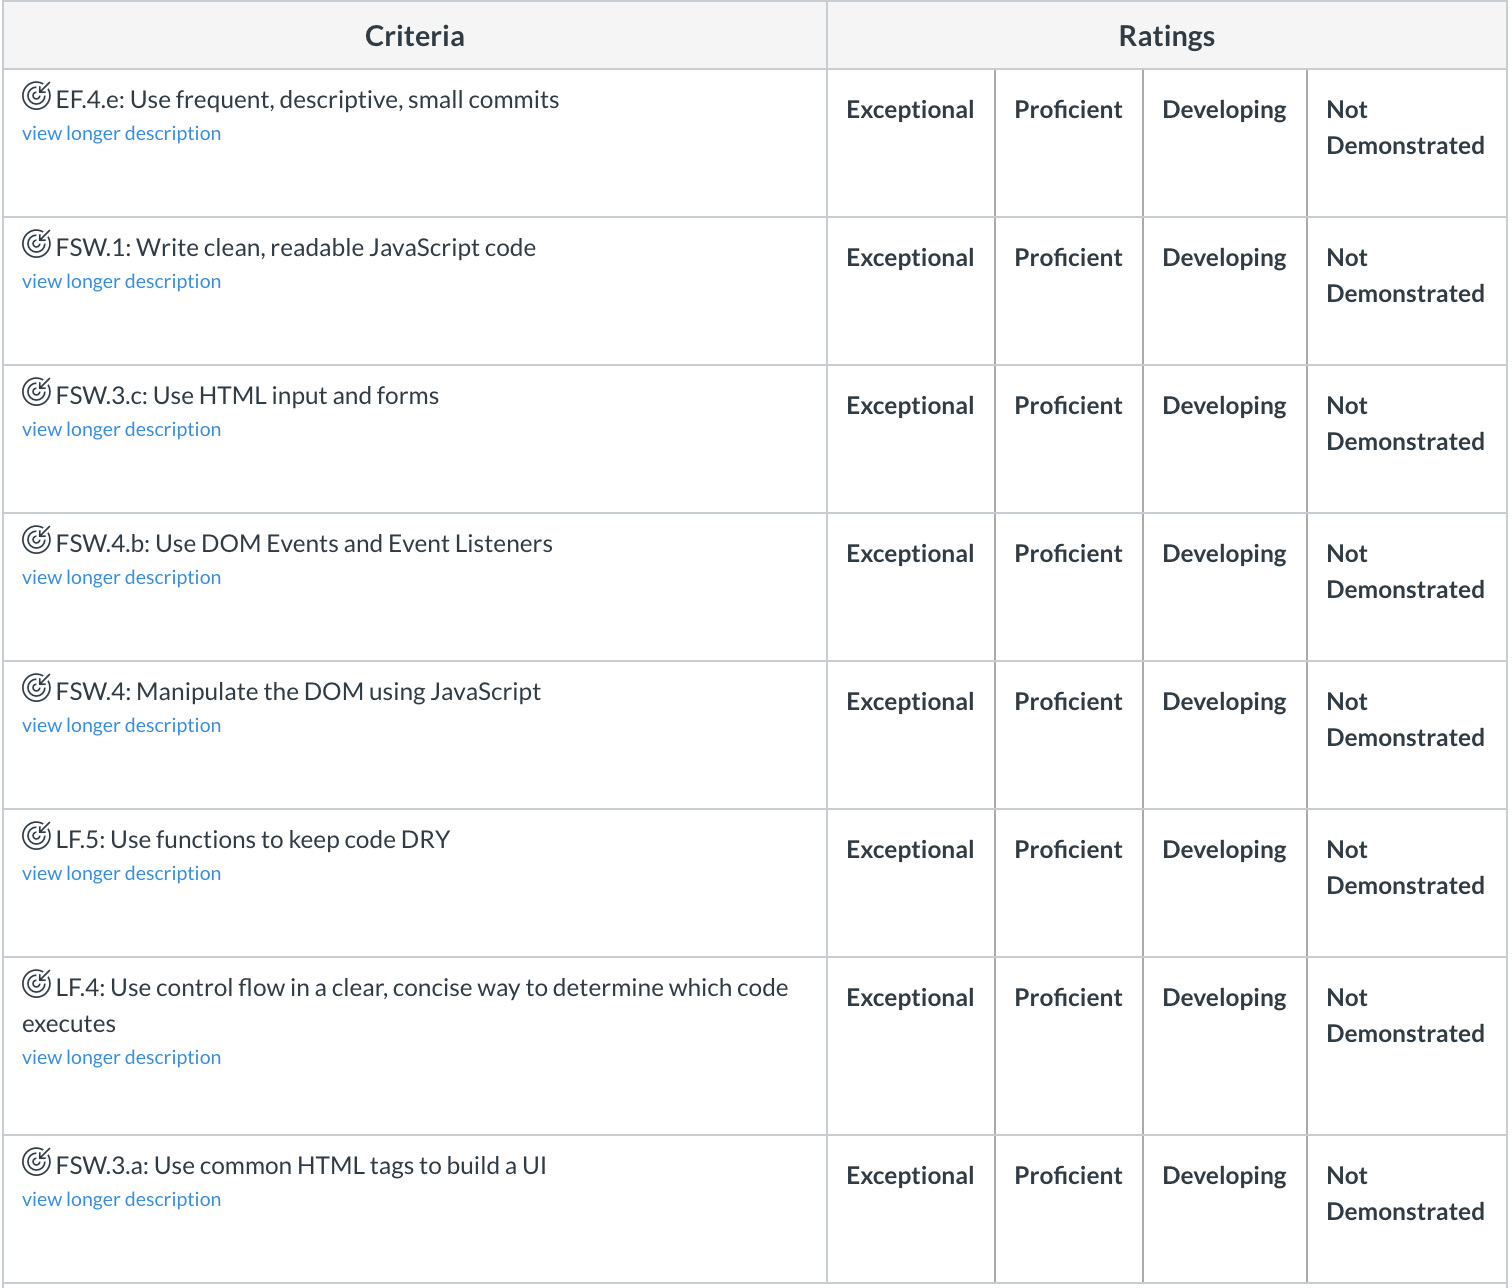 Criteria Ratings
EF.4.e: Use frequent, descriptive, small commits
view longer description
Exceptional Proficient Developing Not
Demonstrated
FSW.1: Write clean, readable JavaScript code
view longer description
Exceptional Proficient Developing Not
Demonstrated
FSW.3.c: Use HTML input and forms
view longer description
Exceptional Proficient Developing Not
Demonstrated
FSW.4.b: Use DOM Events and Event Listeners
view longer description
Exceptional Proficient Developing Not
Demonstrated
FSW.4: Manipulate the DOM using JavaScript
view longer description
Exceptional Proficient Developing Not
Demonstrated
LF.5: Use functions to keep code DRY
view longer description
Exceptional Proficient Developing Not
Demonstrated
LF.4: Use control flow in a clear, concise way to determine which code
executes
view longer description
Exceptional Proficient Developing Not
Demonstrated
FSW.3.a: Use common HTML tags to build a UI
view longer description
Exceptional Proficient Developing Not
Demonstrated